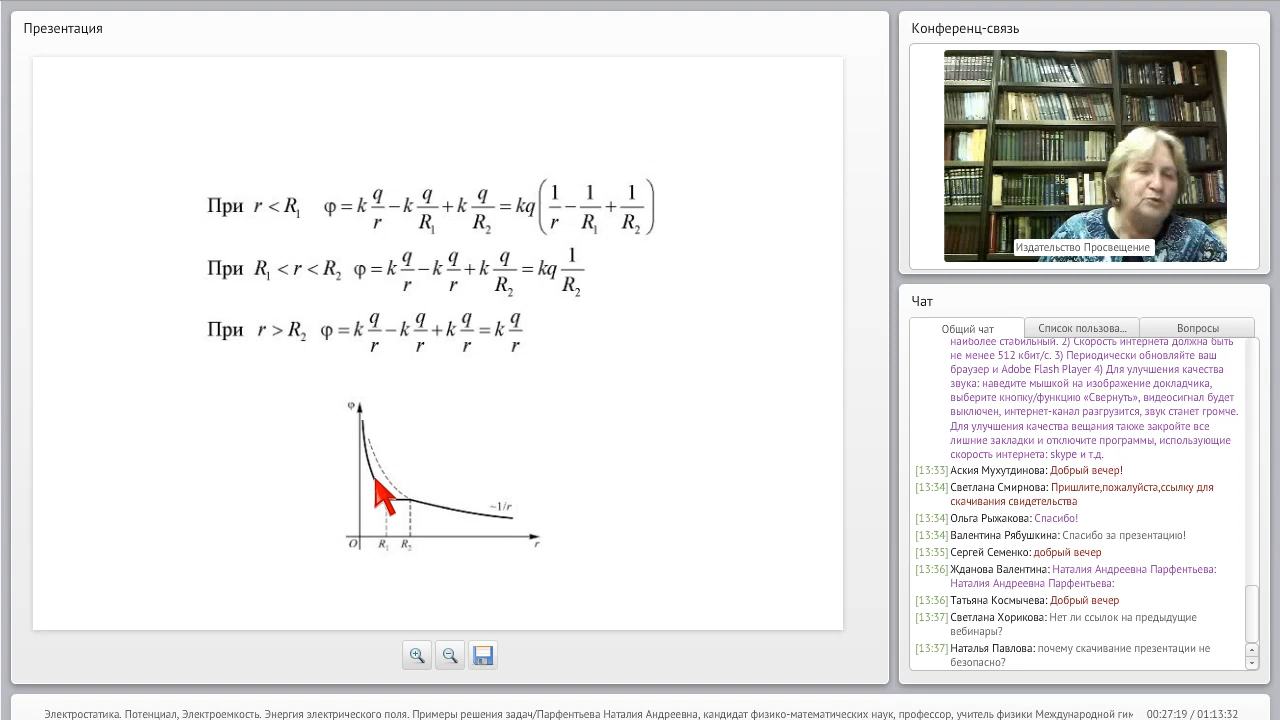 Презентация
При r < R₁ φ = k q/r − k q/R₁ + k q/R₂ = kq(1/r − 1/R₁ + 1/R₂)
При R₁ < r < R₂ φ = k q/r − k q/r + k q/R₂ = kq 1/R₂
При r > R₂ φ = k q/r − k q/r + k q/r = k q/r
φ
~1/r
O R₁ R₂ r
Конференц-связь
Издательство Просвещение
Чат
Общий чат Список пользова... Вопросы
наиболее стабильный. 2) Скорость интернета должна быть
не менее 512 кбит/с. 3) Периодически обновляйте ваш
браузер и Adobe Flash Player 4) Для улучшения качества
звука: наведите мышкой на изображение докладчика,
выберите кнопку/функцию «Свернуть», видеосигнал будет
выключен, интернет-канал разгрузится, звук станет громче.
Для улучшения качества вещания также закройте все
лишние закладки и отключите программы, использующие
скорость интернета: skype и т.д.
[13:33] Аския Мухутдинова: Добрый вечер!
[13:34] Светлана Смирнова: Пришлите,пожалуйста,ссылку для
скачивания свидетельства
[13:34] Ольга Рыжакова: Спасибо!
[13:34] Валентина Рябушкина: Спасибо за презентацию!
[13:35] Сергей Семенко: добрый вечер
[13:36] Жданова Валентина: Наталия Андреевна Парфентьева:
Наталия Андреевна Парфентьева:
[13:36] Татьяна Космычева: Добрый вечер
[13:37] Светлана Хорикова: Нет ли ссылок на предыдущие
вебинары?
[13:37] Наталья Павлова: почему скачивание презентации не
безопасно?
Электростатика. Потенциал, Электроемкость. Энергия электрического поля. Примеры решения задач/Парфентьева Наталия Андреевна, кандидат физико-математических наук, профессор, учитель физики Международной гим 00:27:19 / 01:13:32